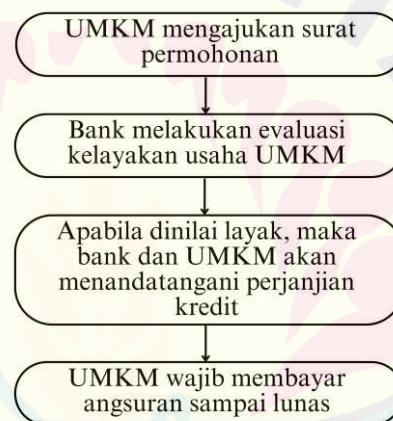 UMKM mengajukan surat
permohonan
Bank melakukan evaluasi
kelayakan usaha UMKM
Apabila dinilai layak, maka
bank dan UMKM akan
menandatangani perjanjian
kredit
UMKM wajib membayar
angsuran sampai lunas